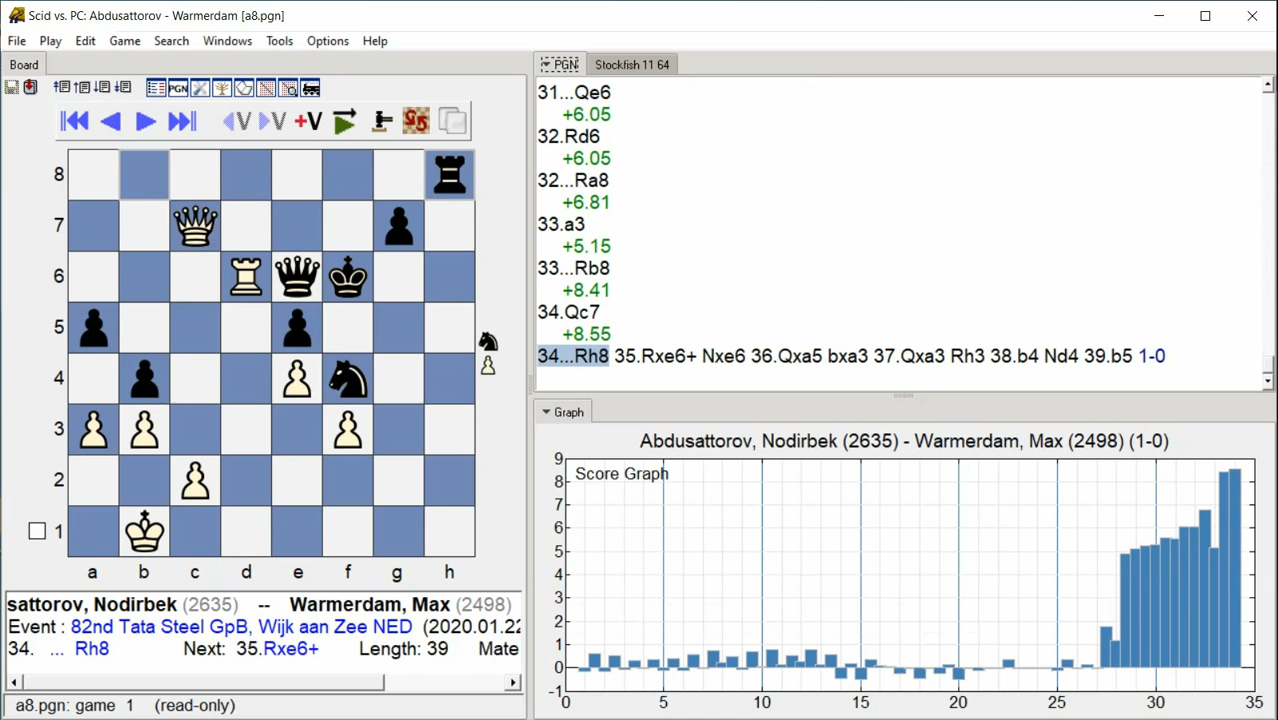 Scid vs. PC: Abdusattorov - Warmerdam [a8.pgn]
File Play Edit Game Search Windows Tools Options Help
Board
PGN Stockfish 11 64
PGN
+V
31...Qe6
+6.05
32.Rd6
+6.05
32...Ra8
+6.81
33.a3
+5.15
33...Rb8
+8.41
34.Qc7
+8.55
34...Rh8 35.Rxe6+ Nxe6 36.Qxa5 bxa3 37.Qxa3 Rh3 38.b4 Nd4 39.b5 1-0
8
7
6
5
4
3
2
1
a b c d e f g h
sattorov, Nodirbek (2635) -- Warmerdam, Max (2498)
Event : 82nd Tata Steel GpB, Wijk aan Zee NED (2020.01.22
34. ... Rh8 Next: 35.Rxe6+ Length: 39 Mate
a8.pgn: game 1 (read-only)
Graph
Abdusattorov, Nodirbek (2635) - Warmerdam, Max (2498) (1-0)
Score Graph
9
8
7
6
5
4
3
2
1
0
-1
0 5 10 15 20 25 30 35